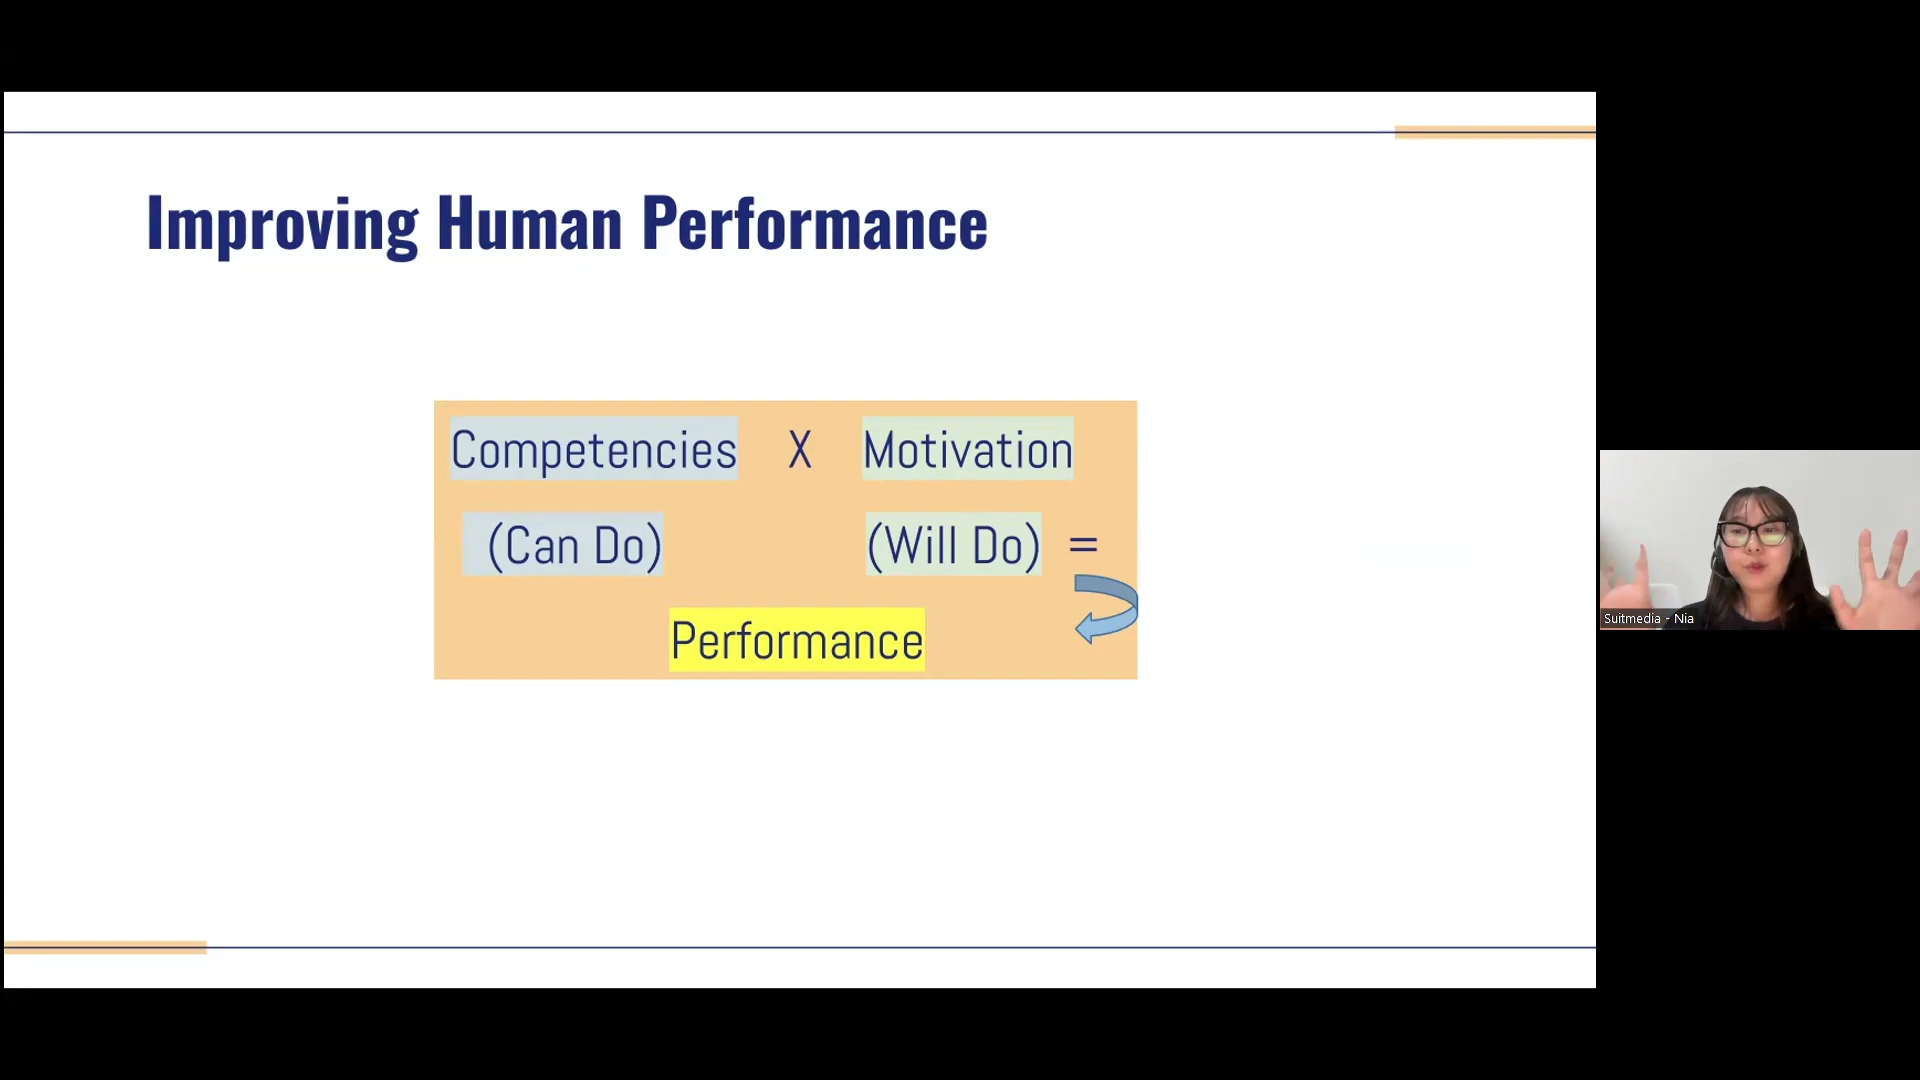 Improving Human Performance
Competencies X Motivation
(Can Do) (Will Do) =
Performance
Suitmedia - Nia